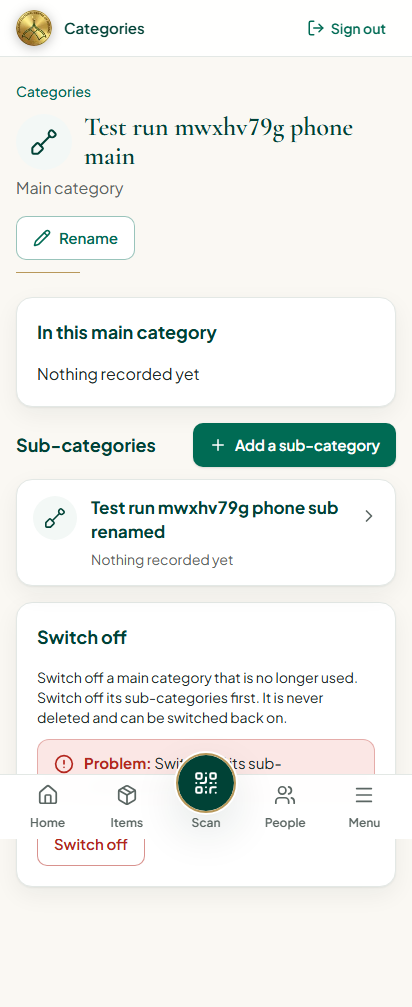 Categories
Sign out
Categories
Test run mwxhv79g phone
main
Main category
Rename
In this main category
Nothing recorded yet
Sub-categories
Add a sub-category
Test run mwxhv79g phone sub
renamed
Nothing recorded yet
Switch off
Switch off a main category that is no longer used.
Switch off its sub-categories first. It is never
deleted and can be switched back on.
Problem: its sub-
Home
Items
Scan
People
Menu
Switch off